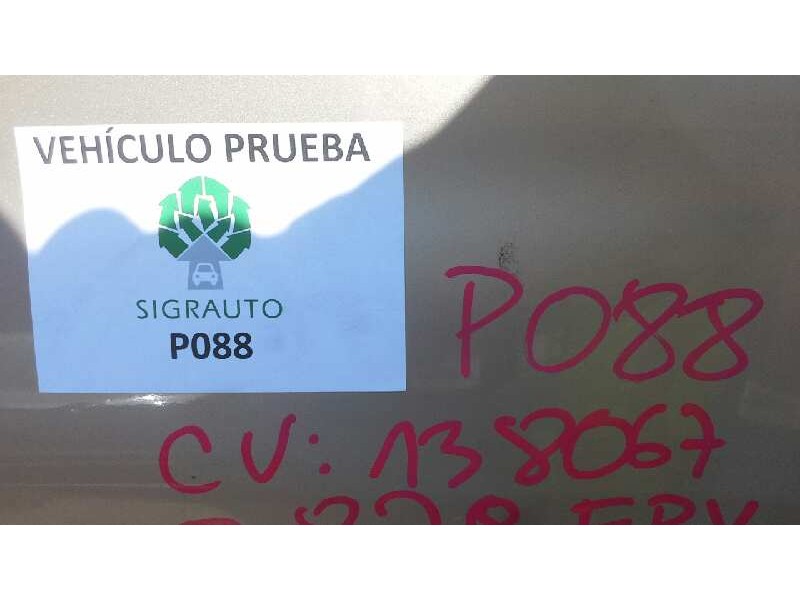 VEHÍCULO PRUEBA
SIGRAUTO
P088
P088
CV: 138067